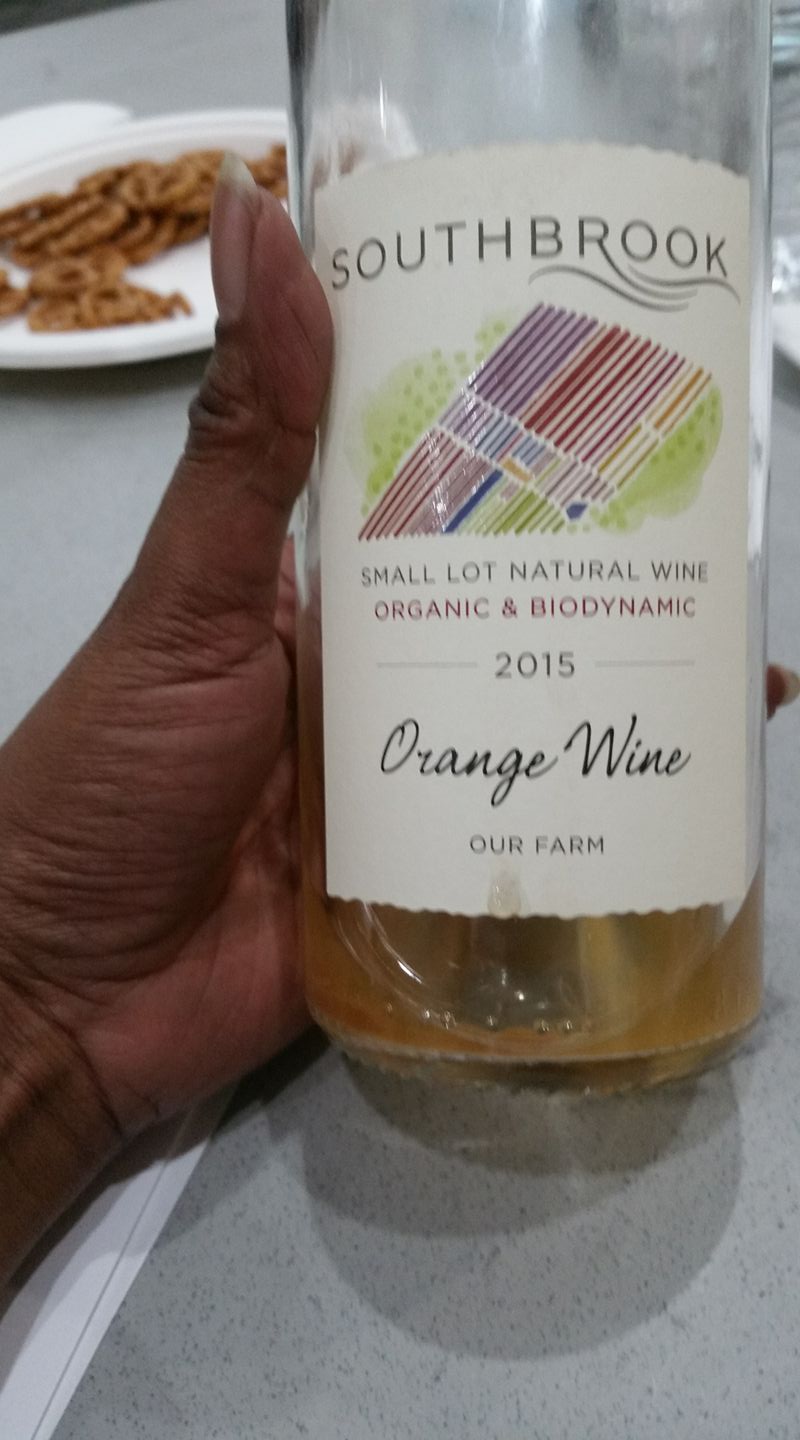 SOUTHBROOK
SMALL LOT NATURAL WINE
ORGANIC & BIODYNAMIC
2015
Orange Wine
OUR FARM